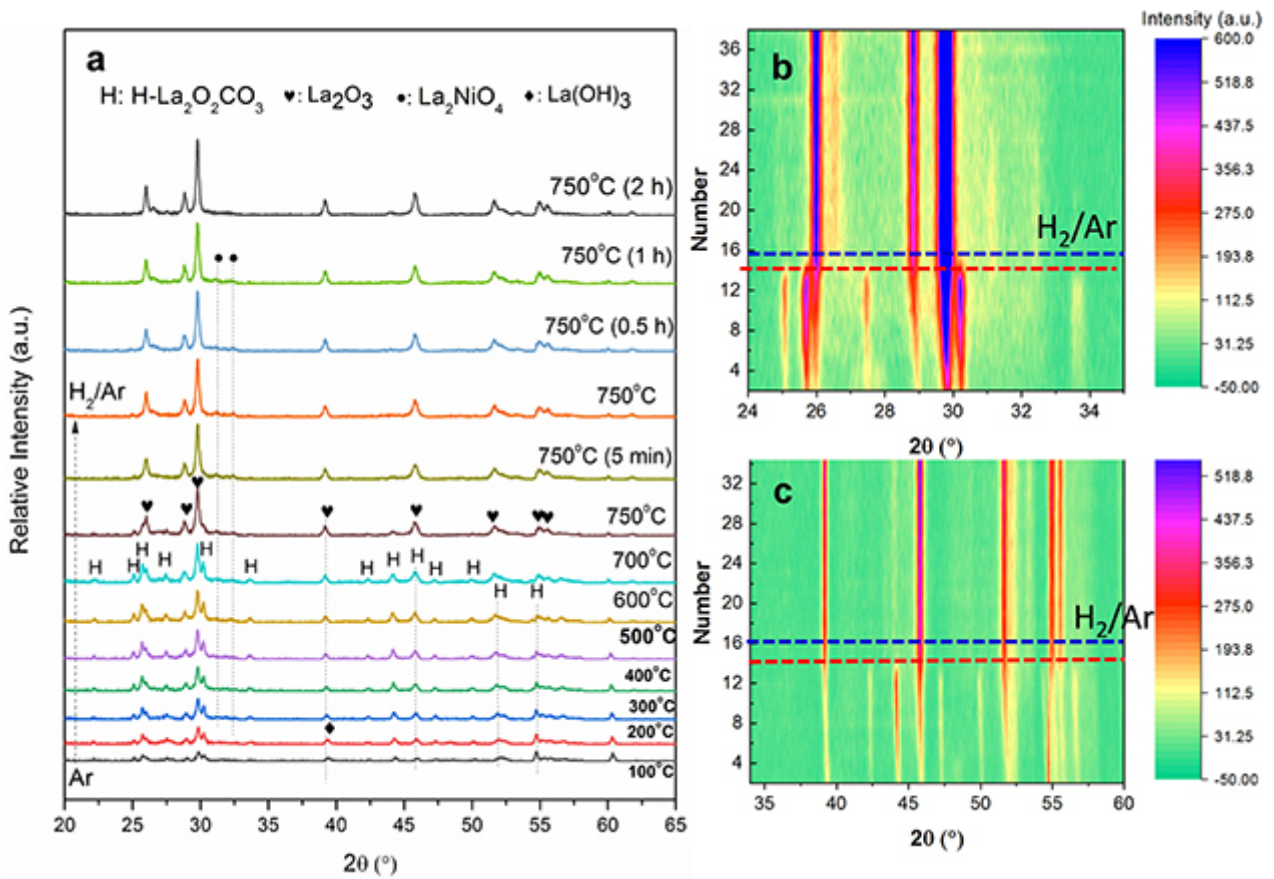 a
H: H-La₂O₂CO₃ ♥: La₂O₃ •: La₂NiO₄ ♦: La(OH)₃
750°C (2 h)
750°C (1 h)
750°C (0.5 h)
H₂/Ar
750°C
750°C (5 min)
750°C
H H H H H H H H H H H
700°C
H H
600°C
500°C
400°C
300°C
200°C
100°C
Ar
20 25 30 35 40 45 50 55 60 65
2θ (°)
Relative Intensity (a.u.)
b
H₂/Ar
36
32
28
24
20
16
12
8
4
Number
24 26 28 30 32 34
2θ (°)
Intensity (a.u.)
600.0
518.8
437.5
356.3
275.0
193.8
112.5
31.25
-50.00
c
H₂/Ar
32
28
24
20
16
12
8
4
Number
35 40 45 50 55 60
2θ (°)
518.8
437.5
356.3
275.0
193.8
112.5
31.25
-50.00